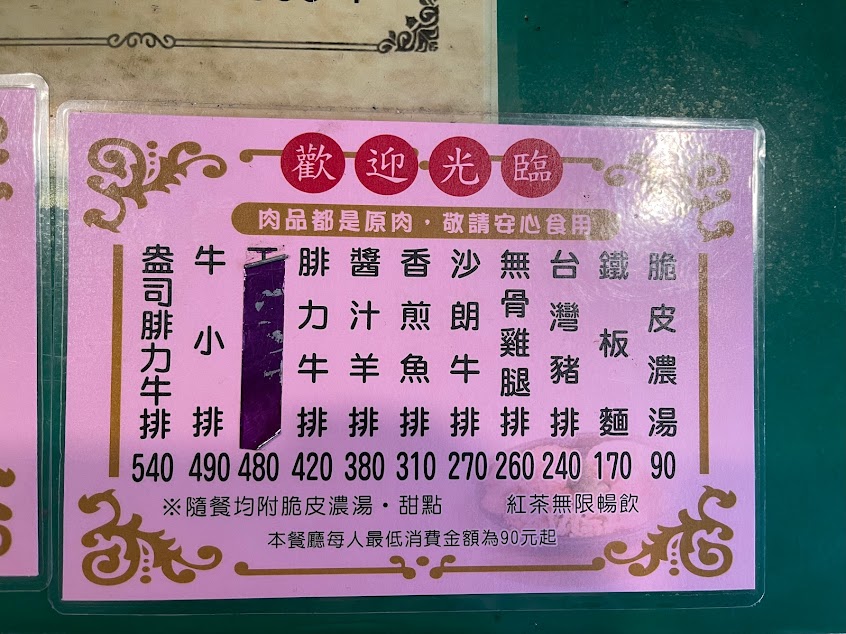 歡迎光臨
肉品都是原肉・敬請安心食用
脆皮濃湯 90
鐵板麵 170
台灣豬排 240
無骨雞腿排 260
沙朗牛排 270
香煎魚排 310
醬汁羊排 380
腓力牛排 420
480
牛小排 490
盎司腓力牛排 540
※隨餐均附脆皮濃湯・甜點 紅茶無限暢飲
本餐廳每人最低消費金額為90元起